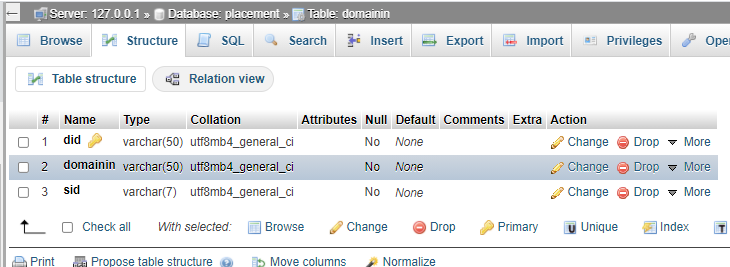 Server: 127.0.0.1 » Database: placement » Table: domainin
Browse Structure SQL Search Insert Export Import Privileges Oper
Table structure Relation view
# Name Type Collation Attributes Null Default Comments Extra Action
1 did varchar(50) utf8mb4_general_ci No None Change Drop More
2 domainin varchar(50) utf8mb4_general_ci No None Change Drop More
3 sid varchar(7) utf8mb4_general_ci No None Change Drop More
Check all With selected: Browse Change Drop Primary Unique Index
Print Propose table structure Move columns Normalize